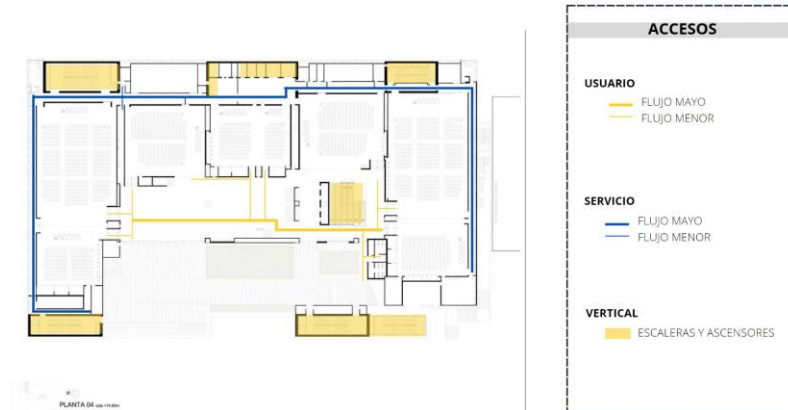 ACCESOS
USUARIO
FLUJO MAYO
FLUJO MENOR
SERVICIO
FLUJO MAYO
FLUJO MENOR
VERTICAL
ESCALERAS Y ASCENSORES
PLANTA 04